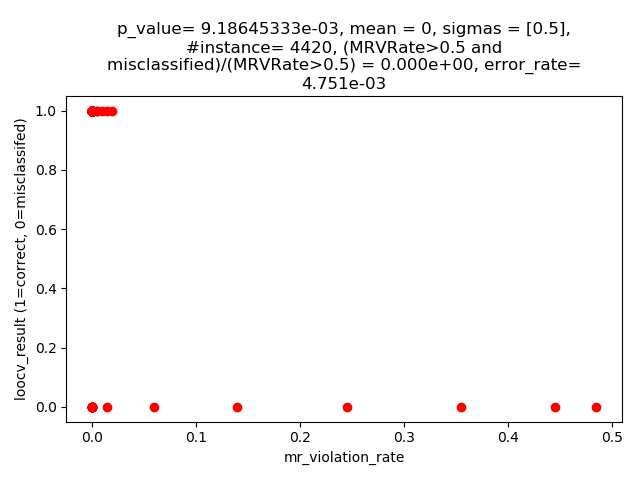 p_value= 9.18645333e-03, mean = 0, sigmas = [0.5],
#instance= 4420, (MRVRate>0.5 and
misclassified)/(MRVRate>0.5) = 0.000e+00, error_rate=
4.751e-03
loocv_result (1=correct, 0=misclassifed)
1.0
0.8
0.6
0.4
0.2
0.0
0.0 0.1 0.2 0.3 0.4 0.5
mr_violation_rate